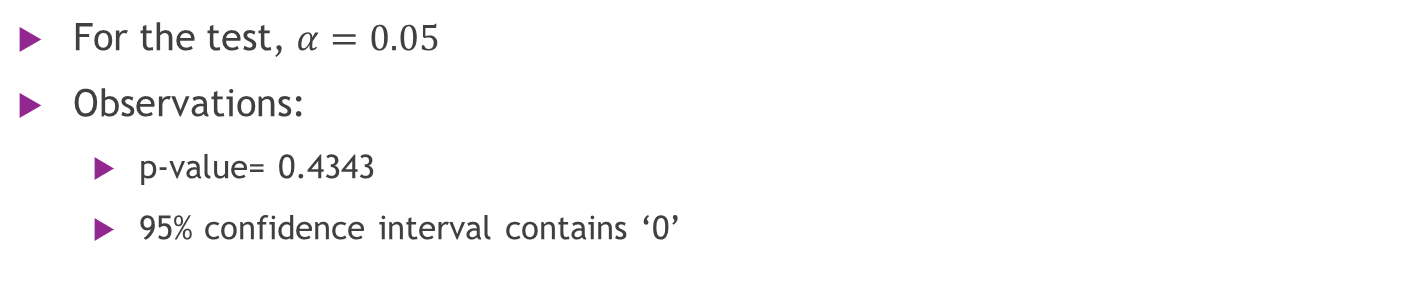 For the test, 𝛼 = 0.05
Observations:
p-value= 0.4343
95% confidence interval contains ‘0’